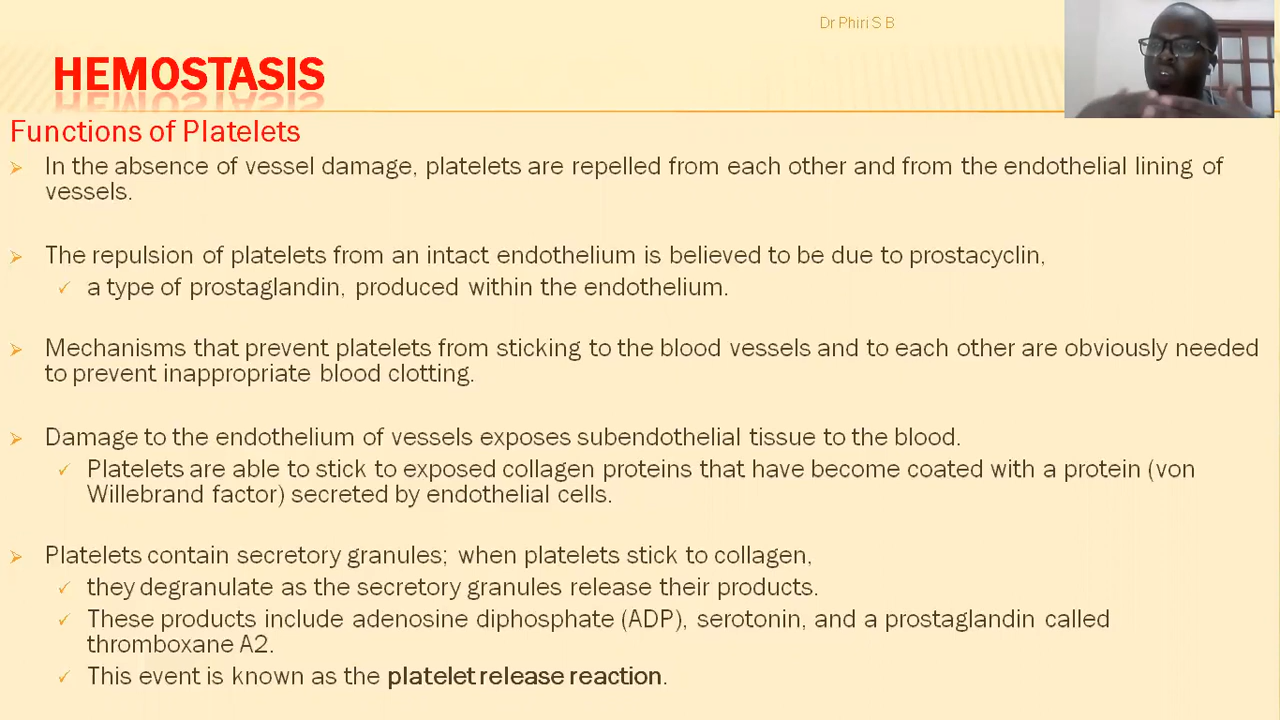 Dr Phiri S B
HEMOSTASIS
Functions of Platelets
In the absence of vessel damage, platelets are repelled from each other and from the endothelial lining of
vessels.
The repulsion of platelets from an intact endothelium is believed to be due to prostacyclin,
a type of prostaglandin, produced within the endothelium.
Mechanisms that prevent platelets from sticking to the blood vessels and to each other are obviously needed
to prevent inappropriate blood clotting.
Damage to the endothelium of vessels exposes subendothelial tissue to the blood.
Platelets are able to stick to exposed collagen proteins that have become coated with a protein (von
Willebrand factor) secreted by endothelial cells.
Platelets contain secretory granules; when platelets stick to collagen,
they degranulate as the secretory granules release their products.
These products include adenosine diphosphate (ADP), serotonin, and a prostaglandin called
thromboxane A2.
This event is known as the platelet release reaction.